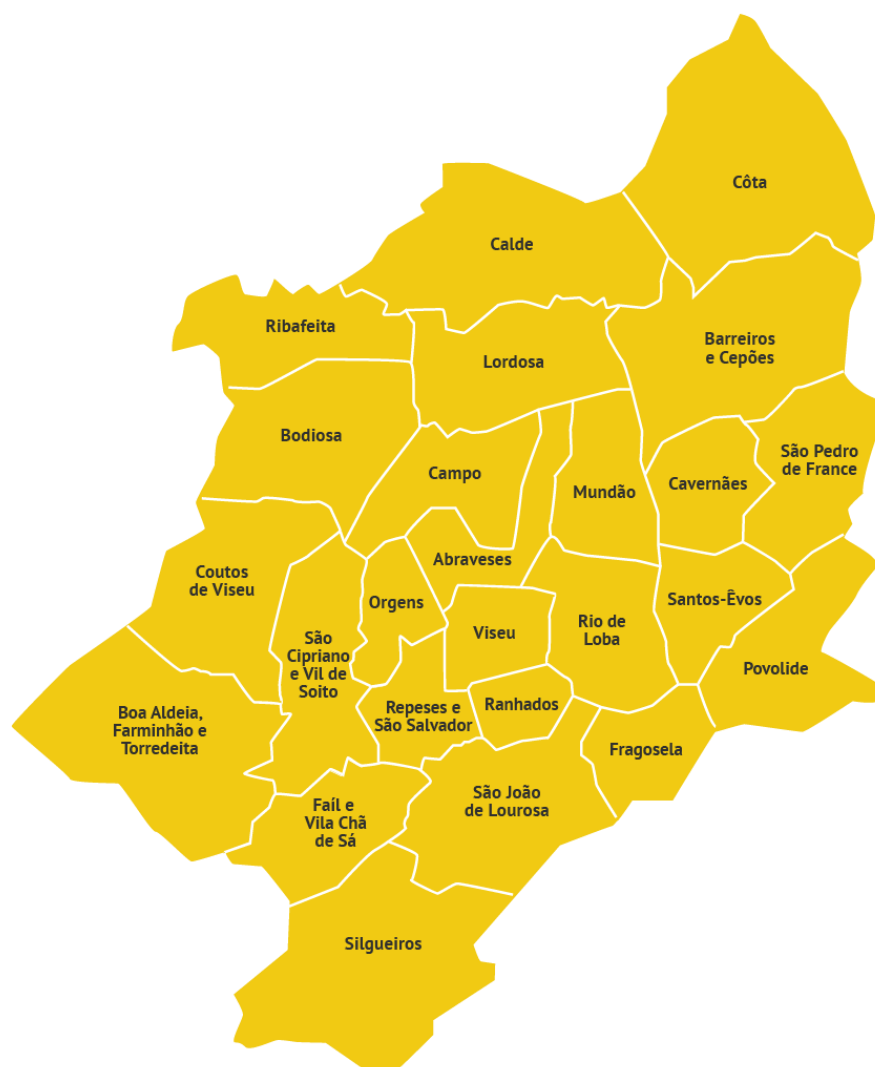 Côta
Calde
Ribafeita
Barreiros
e Cepões
Lordosa
Bodiosa
São Pedro
de France
Campo
Cavernães
Mundão
Abraveses
Coutos
de Viseu
Orgens
Santos-Êvos
Viseu
Rio de
Loba
São
Cipriano
e Vil de
Soito
Povolide
Boa Aldeia,
Farminhão e
Torredeita
Repeses e
São Salvador
Ranhados
Fragosela
São João
de Lourosa
Faíl e
Vila Chã
de Sá
Silgueiros